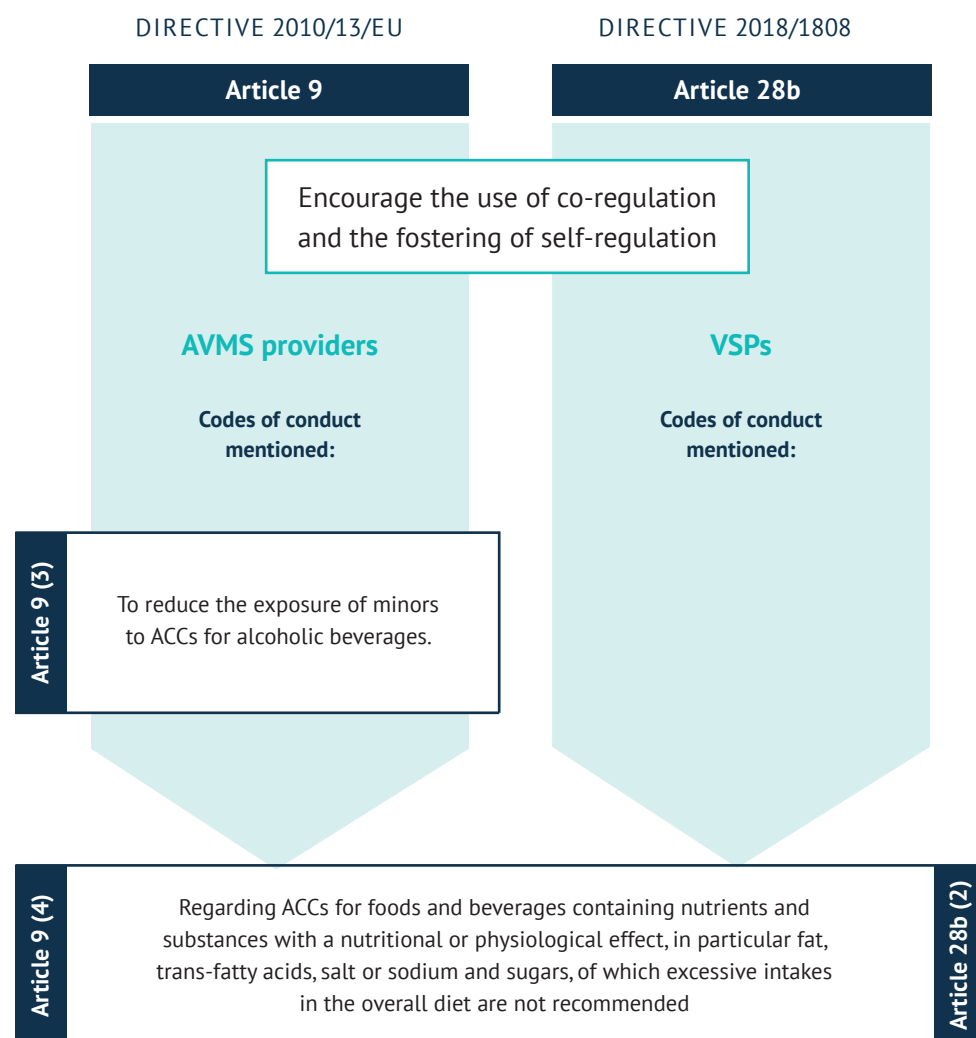 DIRECTIVE 2010/13/EU
DIRECTIVE 2018/1808
Article 9
Article 28b
Encourage the use of co-regulation
and the fostering of self-regulation
AVMS providers
VSPs
Codes of conduct
mentioned:
Codes of conduct
mentioned:
Article 9 (3)
To reduce the exposure of minors
to ACCs for alcoholic beverages.
Article 9 (4)
Regarding ACCs for foods and beverages containing nutrients and
substances with a nutritional or physiological effect, in particular fat,
trans-fatty acids, salt or sodium and sugars, of which excessive intakes
in the overall diet are not recommended
Article 28b (2)